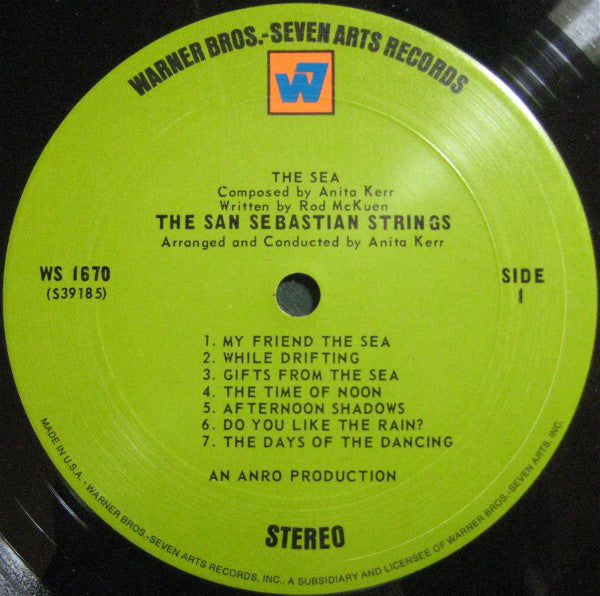 WARNER BROS.-SEVEN ARTS RECORDS
W7
THE SEA
Composed by Anita Kerr
Written by Rod McKuen
THE SAN SEBASTIAN STRINGS
Arranged and Conducted by Anita Kerr
WS 1670
(S39185)
SIDE
1
1. MY FRIEND THE SEA
2. WHILE DRIFTING
3. GIFTS FROM THE SEA
4. THE TIME OF NOON
5. AFTERNOON SHADOWS
6. DO YOU LIKE THE RAIN?
7. THE DAYS OF THE DANCING
AN ANRO PRODUCTION
STEREO
MADE IN U.S.A. · WARNER BROS.-SEVEN ARTS RECORDS, INC., A SUBSIDIARY AND LICENSEE OF WARNER BROS.-SEVEN ARTS, INC.